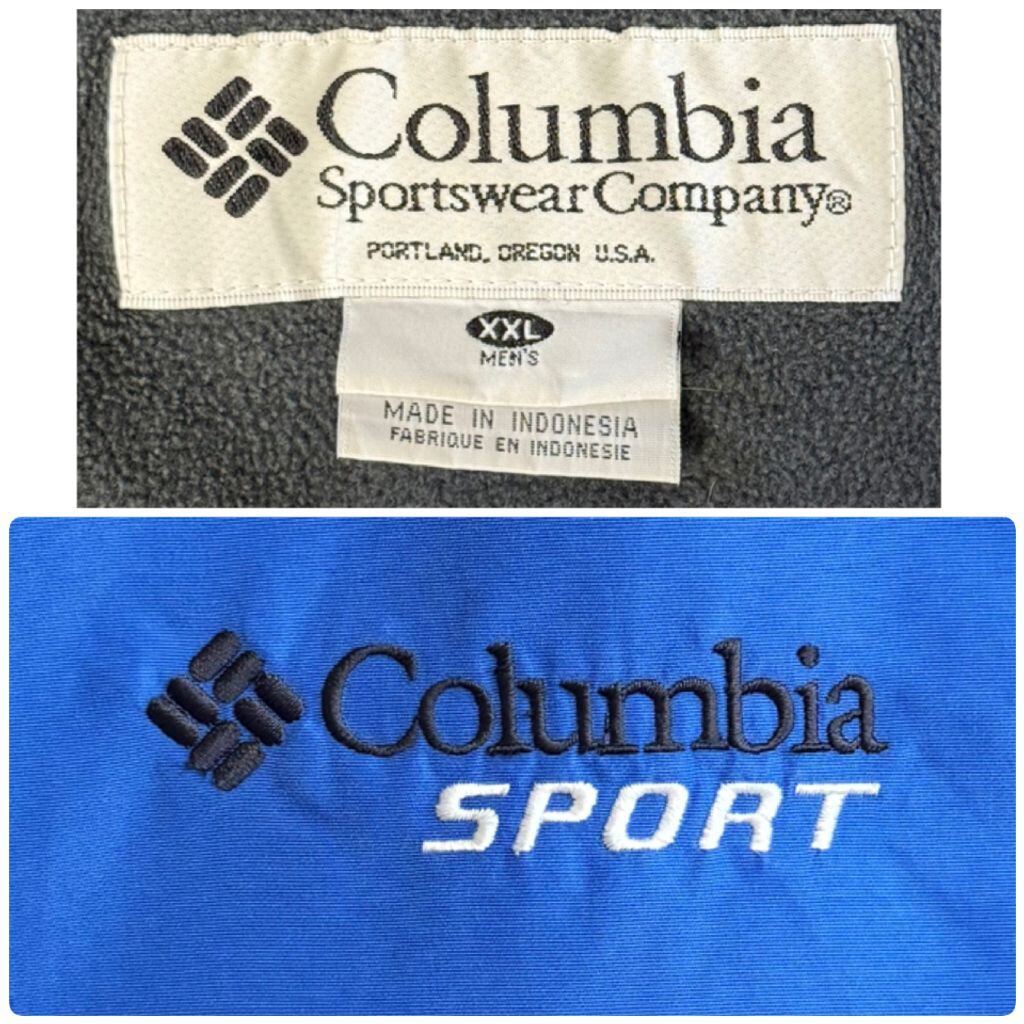 Columbia
Sportswear Company®
PORTLAND, OREGON U.S.A.
XXL
MEN'S
MADE IN INDONESIA
FABRIQUE EN INDONESIE
Columbia
SPORT